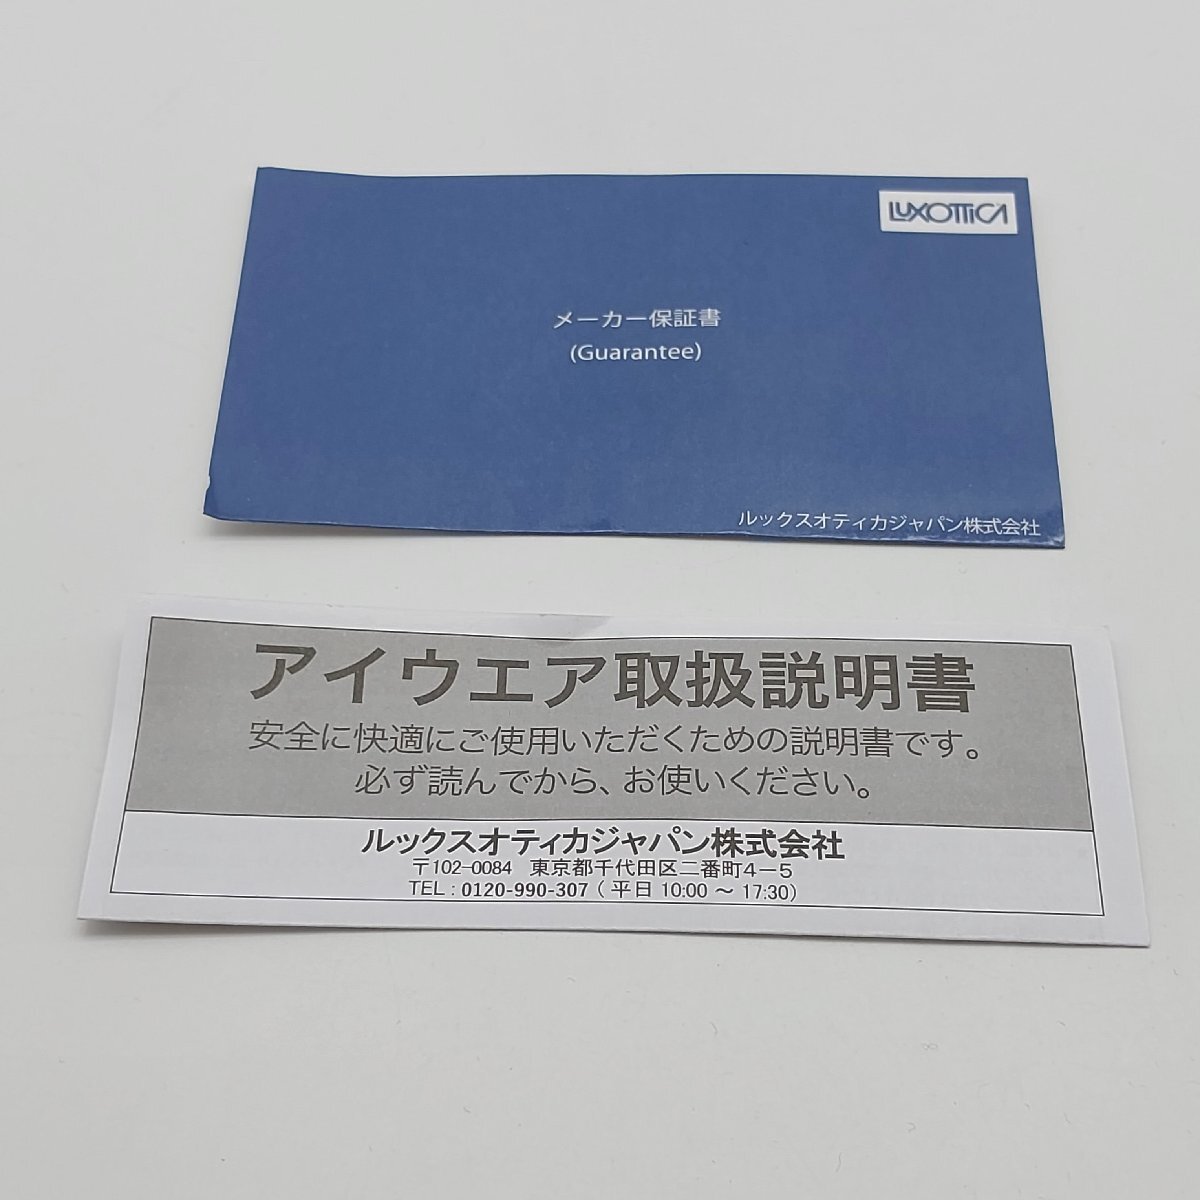 LUXOTTICA
メーカー保証書
(Guarantee)
ルックスオティカジャパン株式会社
アイウエア取扱説明書
安全に快適にご使用いただくための説明書です。
必ず読んでから、お使いください。
ルックスオティカジャパン株式会社
〒102-0084 東京都千代田区二番町4-5
TEL : 0120-990-307 ( 平日 10:00 〜 17:30)